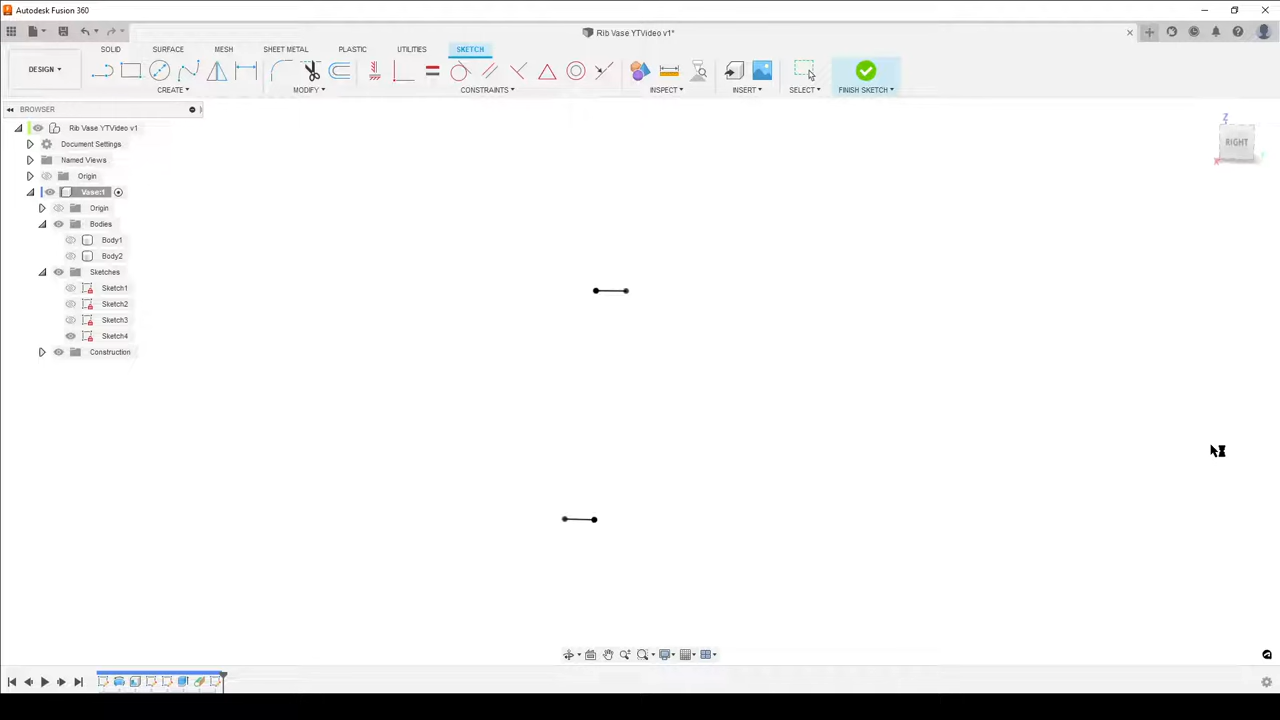 Autodesk Fusion 360
Rib Vase YTVideo v1*
SOLID SURFACE MESH SHEET METAL PLASTIC UTILITIES SKETCH
DESIGN
CREATE MODIFY CONSTRAINTS INSPECT INSERT SELECT FINISH SKETCH
BROWSER
Rib Vase YTVideo v1
Document Settings
Named Views
Origin
Vase:1
Origin
Bodies
Body1
Body2
Sketches
Sketch1
Sketch2
Sketch3
Sketch4
Construction
Z
RIGHT
X